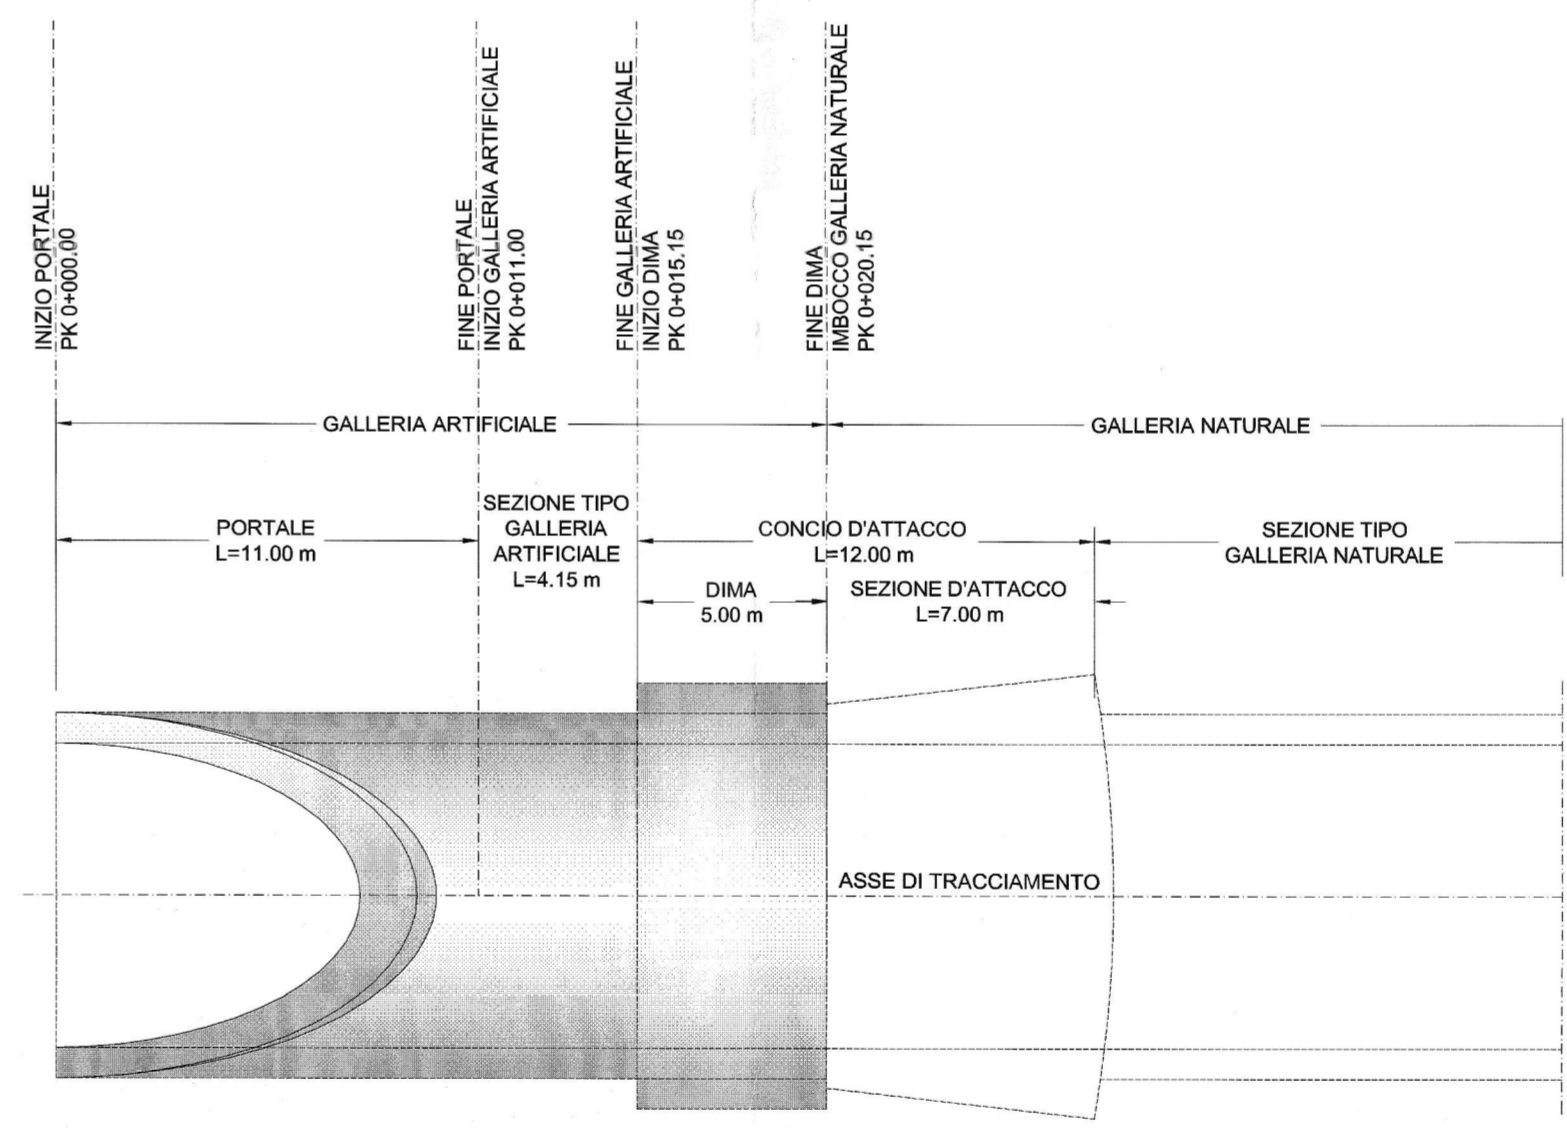 INIZIO PORTALE
PK 0+000.00
FINE PORTALE
INIZIO GALLERIA ARTIFICIALE
PK 0+011.00
FINE GALLERIA ARTIFICIALE
INIZIO DIMA
PK 0+015.15
FINE DIMA
IMBOCCO GALLERIA NATURALE
PK 0+020.15
GALLERIA ARTIFICIALE
GALLERIA NATURALE
PORTALE
L=11.00 m
SEZIONE TIPO
GALLERIA
ARTIFICIALE
L=4.15 m
CONCIO D'ATTACCO
L=12.00 m
SEZIONE TIPO
GALLERIA NATURALE
DIMA
5.00 m
SEZIONE D'ATTACCO
L=7.00 m
ASSE DI TRACCIAMENTO